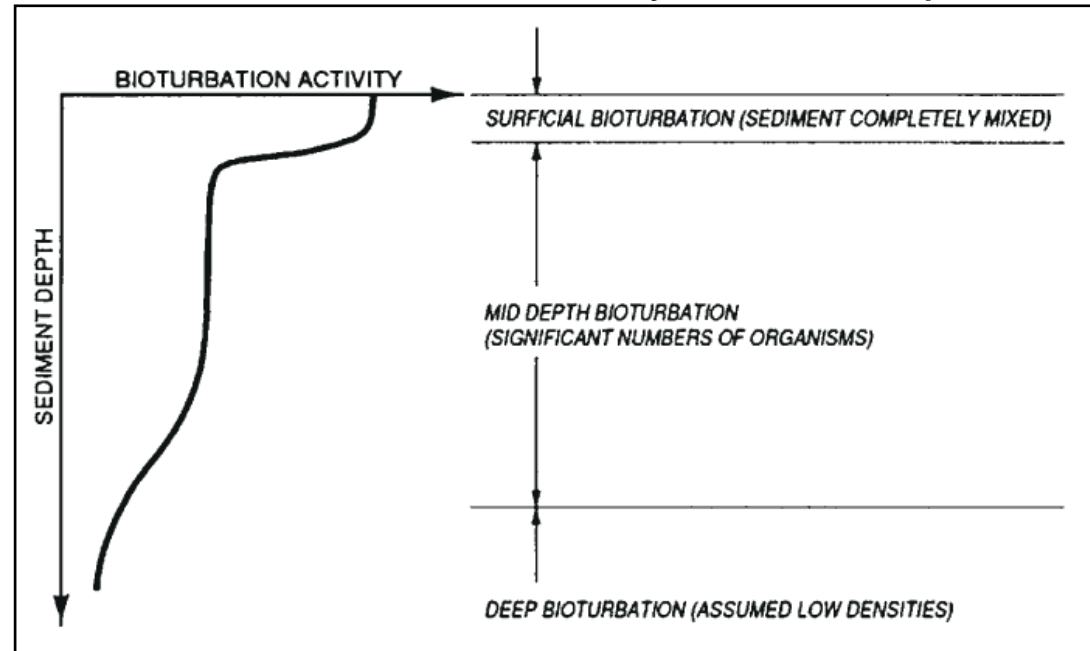 BIOTURBATION ACTIVITY
SURFICIAL BIOTURBATION (SEDIMENT COMPLETELY MIXED)
SEDIMENT DEPTH
MID DEPTH BIOTURBATION
(SIGNIFICANT NUMBERS OF ORGANISMS)
DEEP BIOTURBATION (ASSUMED LOW DENSITIES)